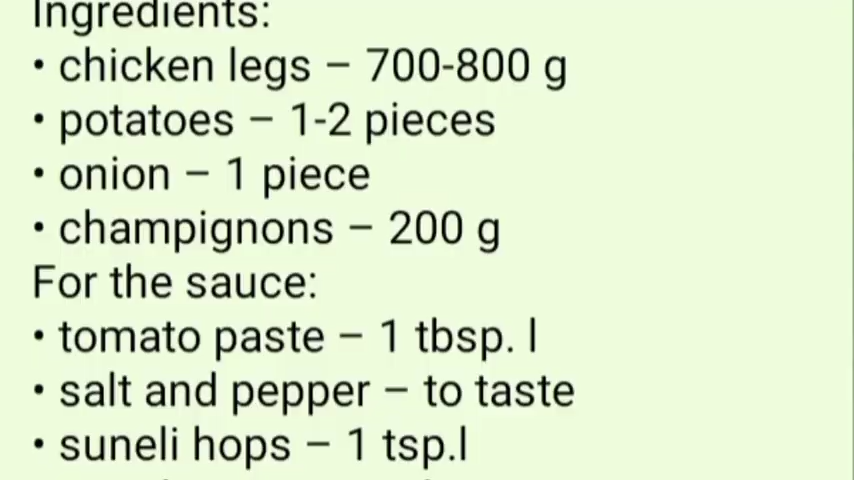 Ingredients:
• chicken legs – 700-800 g
• potatoes – 1-2 pieces
• onion – 1 piece
• champignons – 200 g
For the sauce:
• tomato paste – 1 tbsp. l
• salt and pepper – to taste
• suneli hops – 1 tsp.l